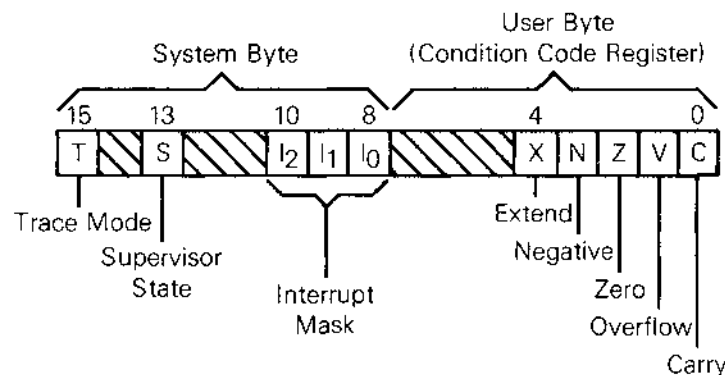 User Byte
System Byte
(Condition Code Register)
15 13 10 8 4 0
T S I2 I1 I0 X N Z V C
Trace Mode
Supervisor
State
Interrupt
Mask
Extend
Negative
Zero
Overflow
Carry